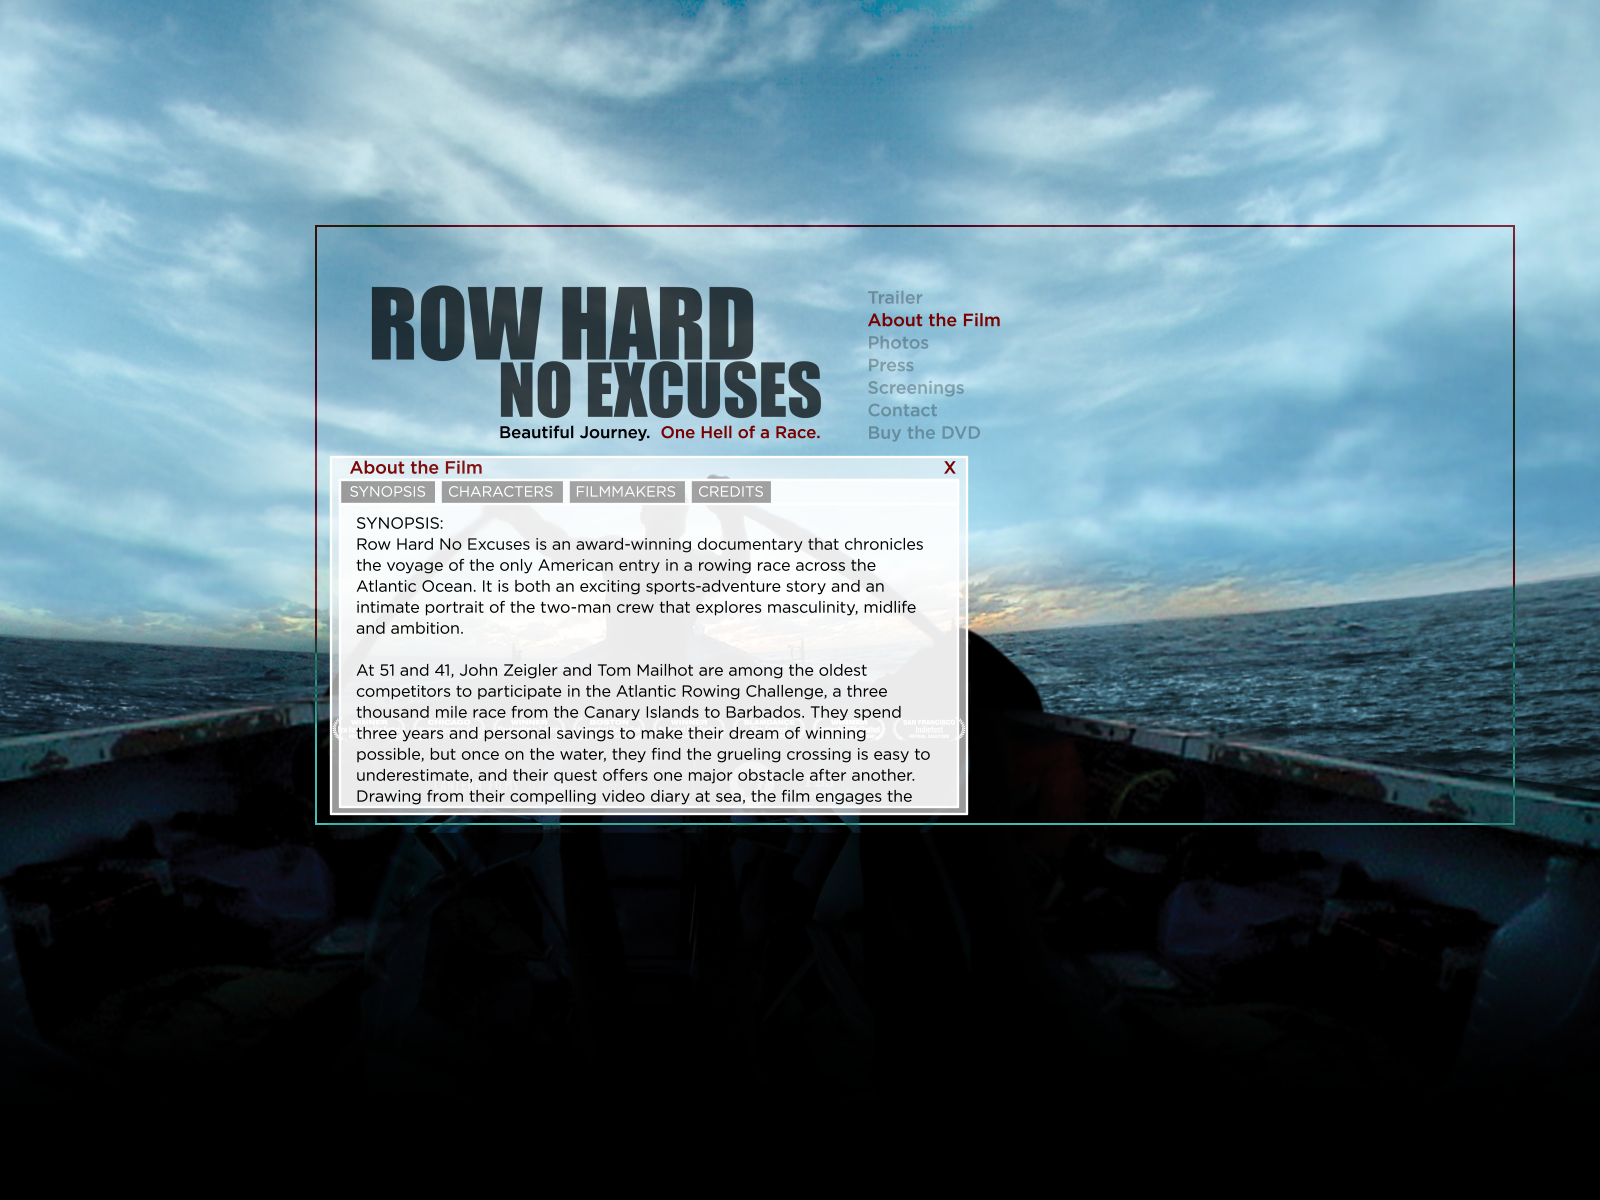 ROW HARD
NO EXCUSES
Beautiful Journey. One Hell of a Race.
Trailer
About the Film
Photos
Press
Screenings
Contact
Buy the DVD
About the Film
X
SYNOPSIS
CHARACTERS
FILMMAKERS
CREDITS
SYNOPSIS:
Row Hard No Excuses is an award-winning documentary that chronicles
the voyage of the only American entry in a rowing race across the
Atlantic Ocean. It is both an exciting sports-adventure story and an
intimate portrait of the two-man crew that explores masculinity, midlife
and ambition.
At 51 and 41, John Zeigler and Tom Mailhot are among the oldest
competitors to participate in the Atlantic Rowing Challenge, a three
thousand mile race from the Canary Islands to Barbados. They spend
three years and personal savings to make their dream of winning
possible, but once on the water, they find the grueling crossing is easy to
underestimate, and their quest offers one major obstacle after another.
Drawing from their compelling video diary at sea, the film engages the
SAN FRANCISCO